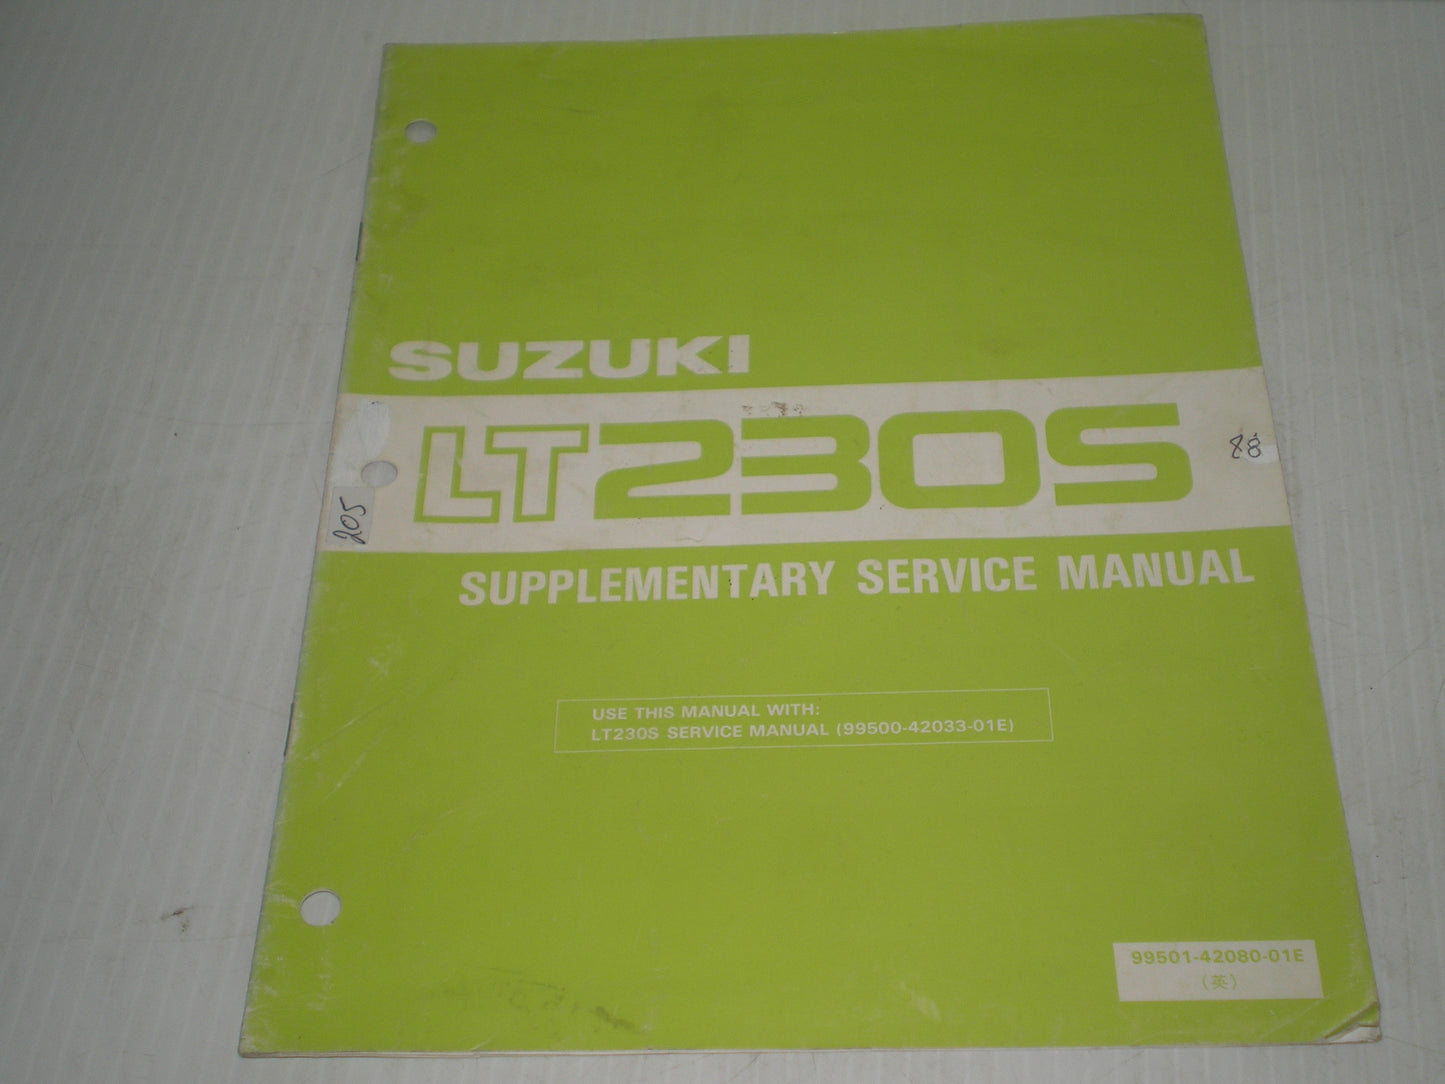 SUZUKI
LT230S
88
205
SUPPLEMENTARY SERVICE MANUAL
USE THIS MANUAL WITH:
LT230S SERVICE MANUAL (99500-42033-01E)
99501-42080-01E
(英)